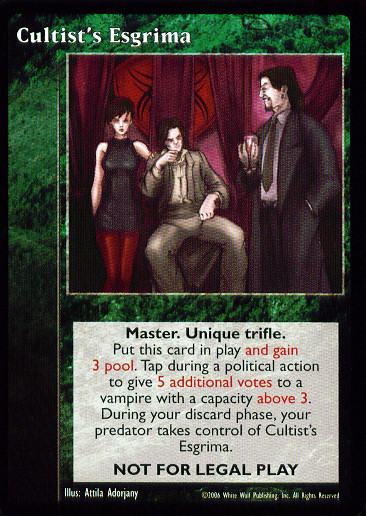 Cultist's Esgrima
Master. Unique trifle.
Put this card in play and gain
3 pool. Tap during a political action
to give 5 additional votes to a
vampire with a capacity above 3.
During your discard phase, your
predator takes control of Cultist's
Esgrima.
NOT FOR LEGAL PLAY
Illus: Attila Adorjany
©2006 White Wolf Publishing, Inc. All Rights Reserved